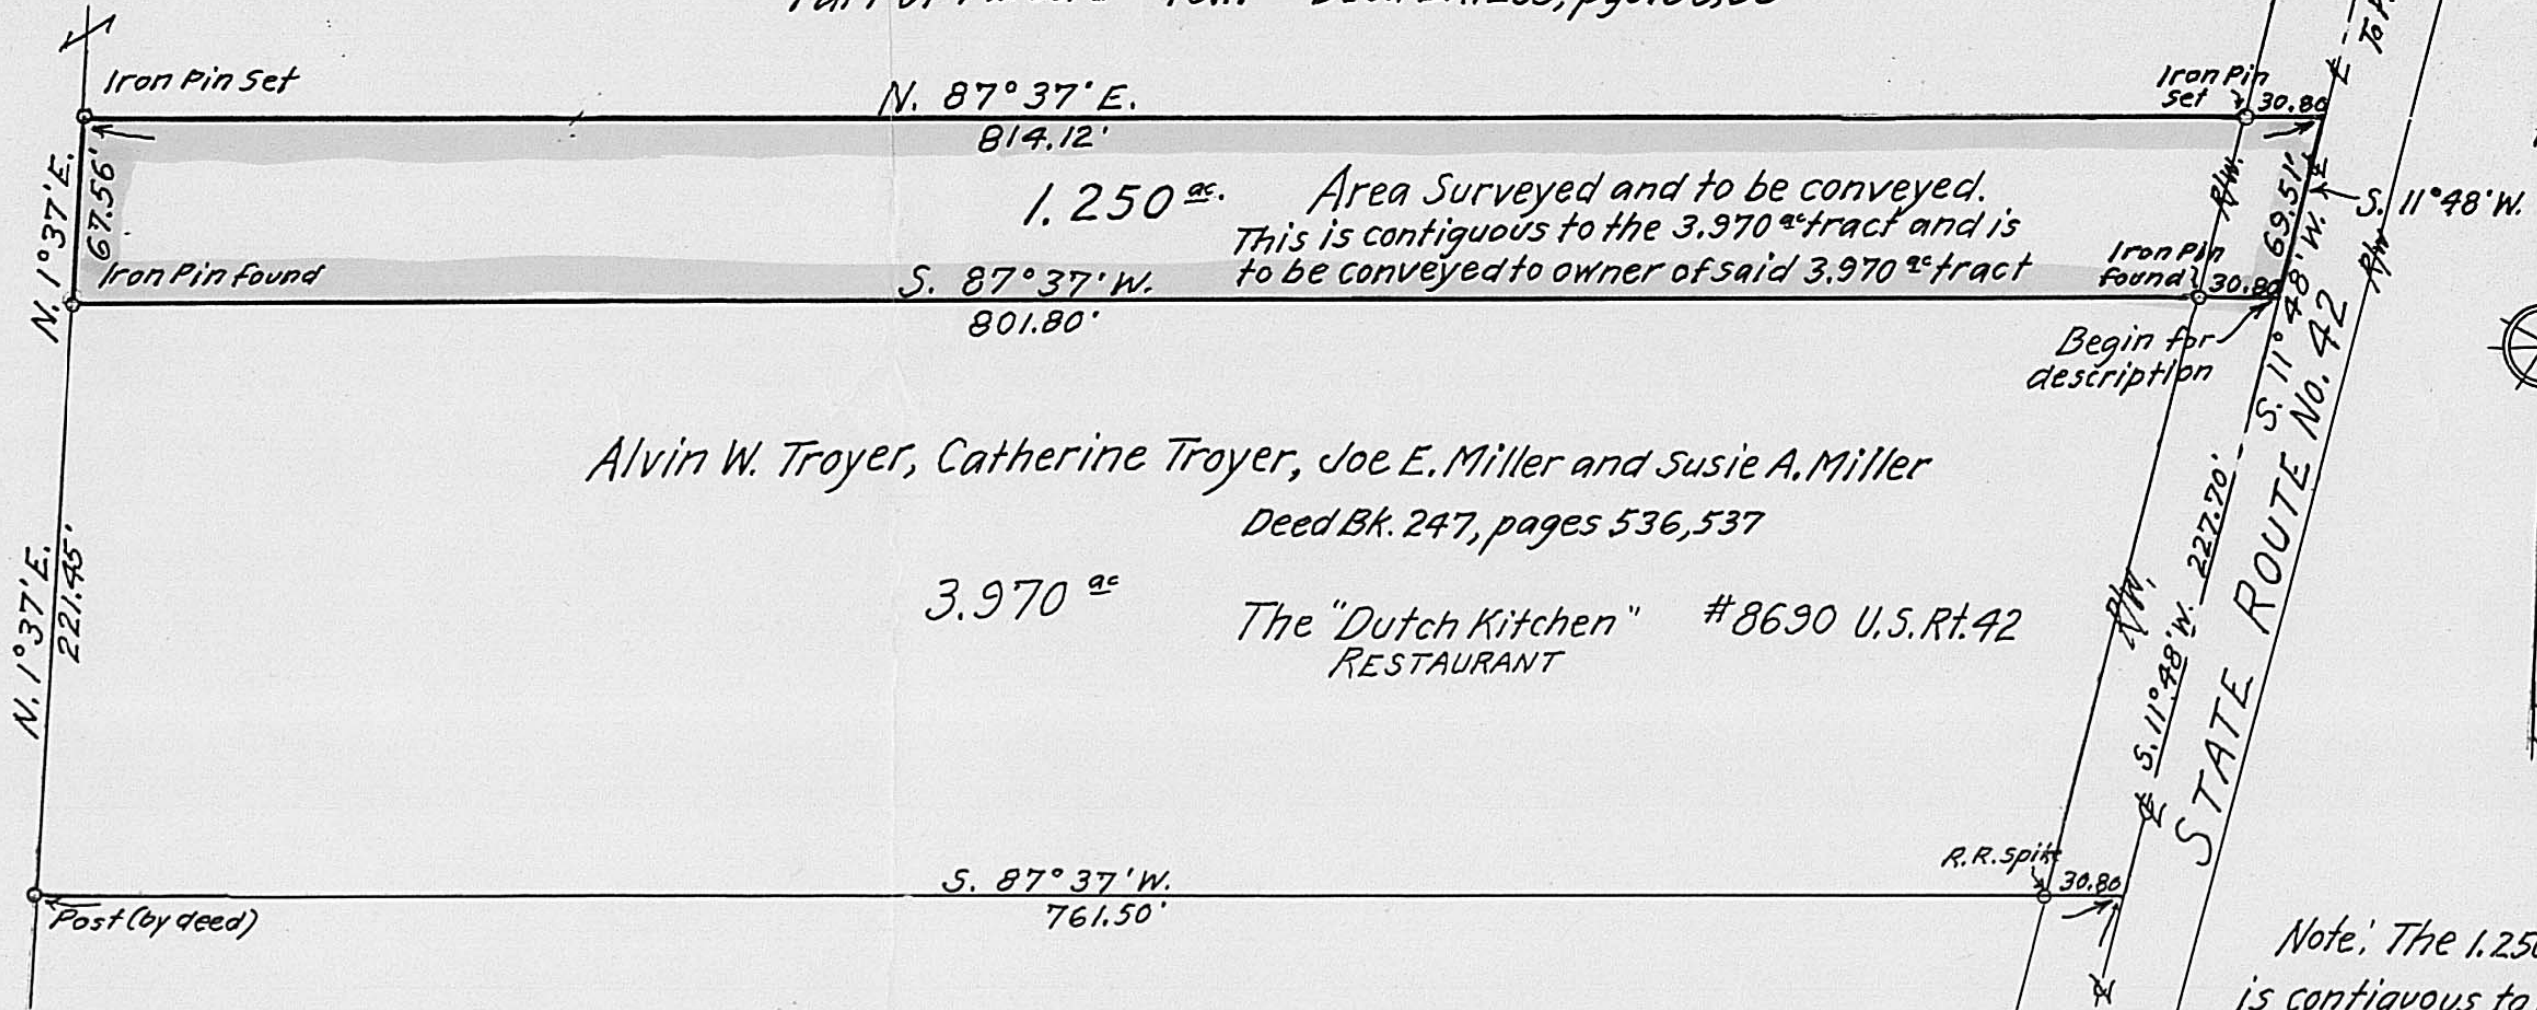 Iron Pin Set
N. 87°37'E.
814.12'
Iron Pin
set
30.80
N. 1°37'E.
67.56'
1.250 ac.
Area Surveyed and to be conveyed.
This is contiguous to the 3.970 ac tract and is
to be conveyed to owner of said 3.970 ac tract
R/W.
69.51'
S. 11°48'W.
S. 11°48'W.
R/W
Iron Pin found
S. 87°37'W.
801.80'
Iron Pin
found
30.80
Begin for
description
Alvin W. Troyer, Catherine Troyer, Joe E. Miller and Susie A. Miller
Deed Bk. 247, pages 536,537
3.970 ac
The "Dutch Kitchen" #8690 U.S.Rt.42
RESTAURANT
N. 1°37'E.
221.45'
R/W.
S. 11°48'W. 227.70'
STATE ROUTE No. 42
R.R. spike
30.80
S. 87°37'W.
761.50'
Post (by deed)
Note: The 1.250
is contiguous to